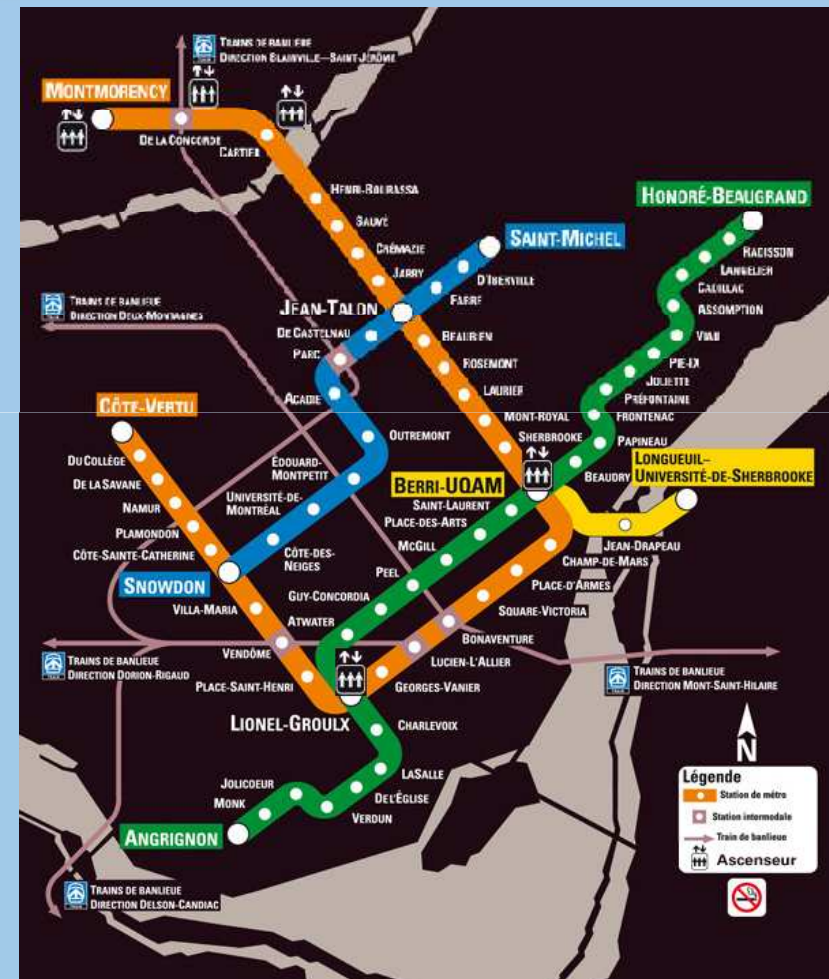 TRAINS DE BANLIEUE
DIRECTION BLAINVILLE–SAINT-JÉRÔME
MONTMORENCY
DE LA CONCORDE
CARTIER
HENRI-BOURASSA
SAUVÉ
CRÉMAZIE
JARRY
JEAN-TALON
SAINT-MICHEL
D'IBERVILLE
FABRE
HONORÉ-BEAUGRAND
RADISSON
LANGELIER
CADILLAC
ASSOMPTION
VIAU
PIE-IX
JOLIETTE
PRÉFONTAINE
FRONTENAC
PAPINEAU
BEAUDRY
TRAINS DE BANLIEUE
DIRECTION DEUX-MONTAGNES
DE CASTELNAU
PARC
ACADIE
OUTREMONT
ÉDOUARD-
MONTPETIT
UNIVERSITÉ-DE-
MONTRÉAL
CÔTE-DES-
NEIGES
BEAUBIEN
ROSEMONT
LAURIER
MONT-ROYAL
SHERBROOKE
CÔTE-VERTU
DU COLLÈGE
DE LA SAVANE
NAMUR
PLAMONDON
CÔTE-SAINTE-CATHERINE
SNOWDON
VILLA-MARIA
VENDÔME
PLACE-SAINT-HENRI
LIONEL-GROULX
BERRI-UQAM
LONGUEUIL–
UNIVERSITÉ-DE-SHERBROOKE
JEAN-DRAPEAU
SAINT-LAURENT
PLACE-DES-ARTS
MCGILL
PEEL
GUY-CONCORDIA
ATWATER
CHAMP-DE-MARS
PLACE-D'ARMES
SQUARE-VICTORIA
BONAVENTURE
LUCIEN-L'ALLIER
GEORGES-VANIER
TRAINS DE BANLIEUE
DIRECTION DORION-RIGAUD
TRAINS DE BANLIEUE
DIRECTION MONT-SAINT-HILAIRE
CHARLEVOIX
LASALLE
DE L'ÉGLISE
VERDUN
JOLICOEUR
MONK
ANGRIGNON
TRAINS DE BANLIEUE
DIRECTION DELSON-CANDIAC
N
Légende
Station de métro
Station intermodale
Train de banlieue
Ascenseur